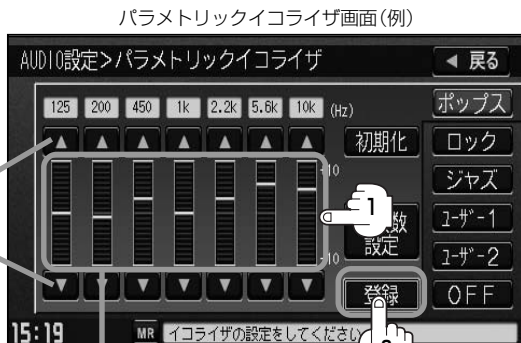 パラメトリックイコライザ画面(例)
AUDIO設定>パラメトリックイコライザ
◀ 戻る
125 200 450 1k 2.2k 5.6k 10k (Hz)
ポップス
▲ ▲ ▲ ▲ ▲ ▲ ▲
初期化
ロック
10
ジャズ
1
数
設定
ユーザー1
ユーザー2
-10
▼ ▼ ▼ ▼ ▼ ▼ ▼
登録
OFF
15:19
MR
イコライザの設定をしてください